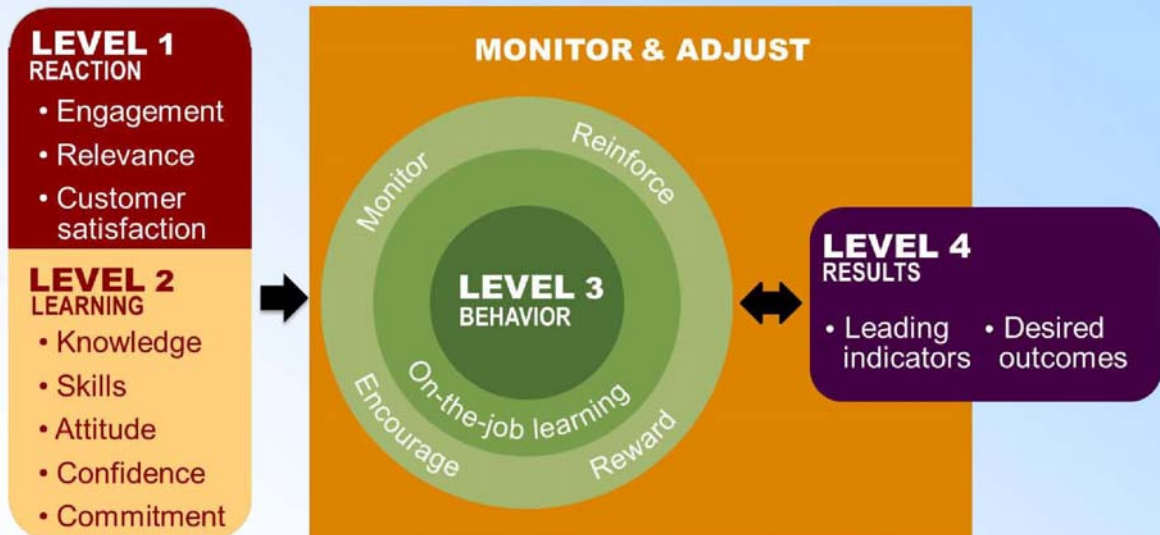 LEVEL 1
REACTION
• Engagement
• Relevance
• Customer
satisfaction
LEVEL 2
LEARNING
• Knowledge
• Skills
• Attitude
• Confidence
• Commitment
MONITOR & ADJUST
Monitor
Reinforce
LEVEL 3
BEHAVIOR
On-the-job learning
Encourage
Reward
LEVEL 4
RESULTS
• Leading
indicators
• Desired
outcomes